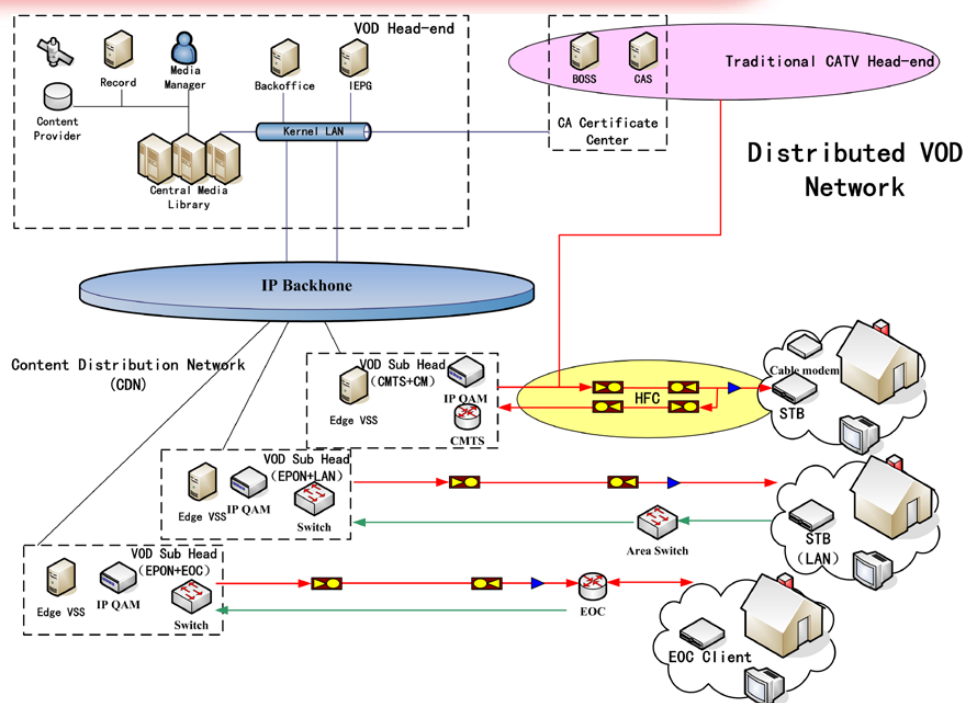 VOD Head-end
Record
Media
Manager
Content
Provider
Backoffice
IEPG
Kernel LAN
Central Media
Library
BOSS
CAS
Traditional CATV Head-end
CA Certificate
Center
Distributed VOD
Network
IP Backhone
Content Distribution Network
(CDN)
VOD Sub Head
(CMTS+CM)
Edge VSS
IP QAM
CMTS
HFC
Cable modem
STB
VOD Sub Head
(EPON+LAN)
Edge VSS
IP QAM
Switch
Area Switch
STB
(LAN)
VOD Sub Head
(EPON+EOC)
Edge VSS
IP QAM
Switch
EOC
EOC Client